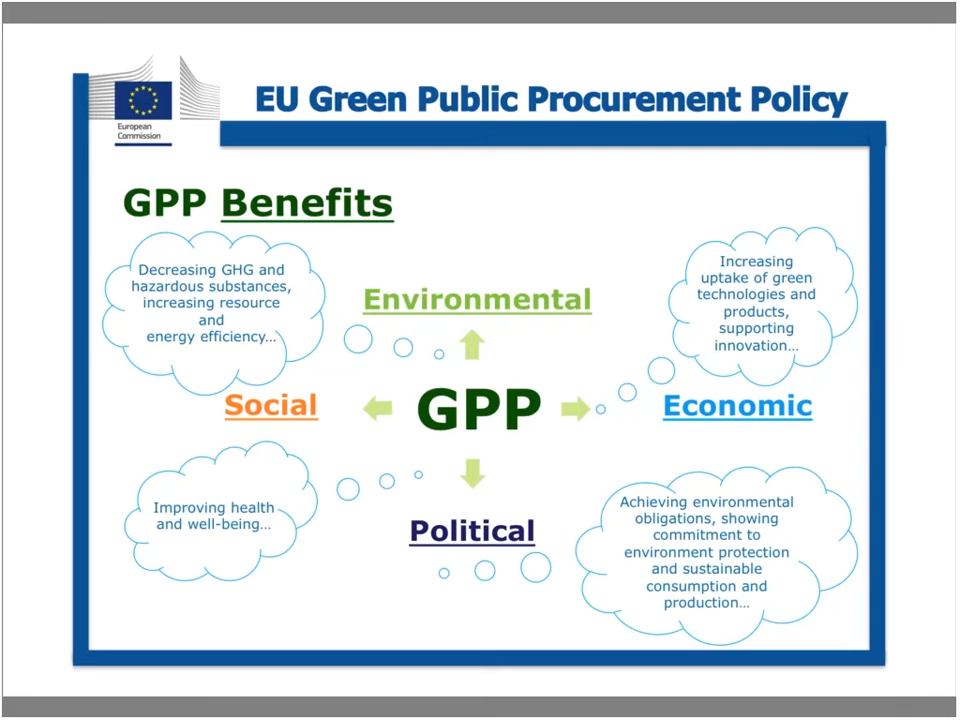 EU Green Public Procurement Policy
European
Commission
GPP Benefits
Decreasing GHG and
hazardous substances,
increasing resource
and
energy efficiency…
Environmental
Increasing
uptake of green
technologies and
products,
supporting
innovation…
Social
GPP
Economic
Improving health
and well-being…
Political
Achieving environmental
obligations, showing
commitment to
environment protection
and sustainable
consumption and
production…